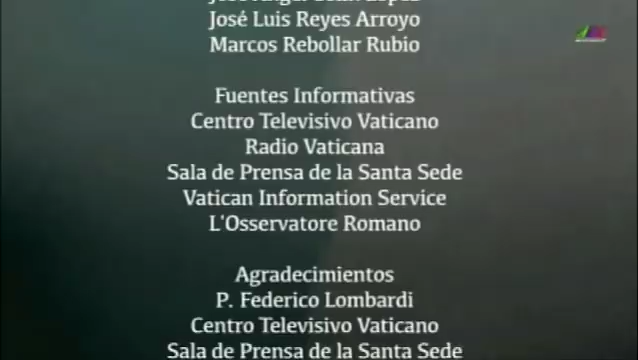 José Luis Reyes Arroyo
Marcos Rebollar Rubio
Fuentes Informativas
Centro Televisivo Vaticano
Radio Vaticana
Sala de Prensa de la Santa Sede
Vatican Information Service
L'Osservatore Romano
Agradecimientos
P. Federico Lombardi
Centro Televisivo Vaticano
Sala de Prensa de la Santa Sede